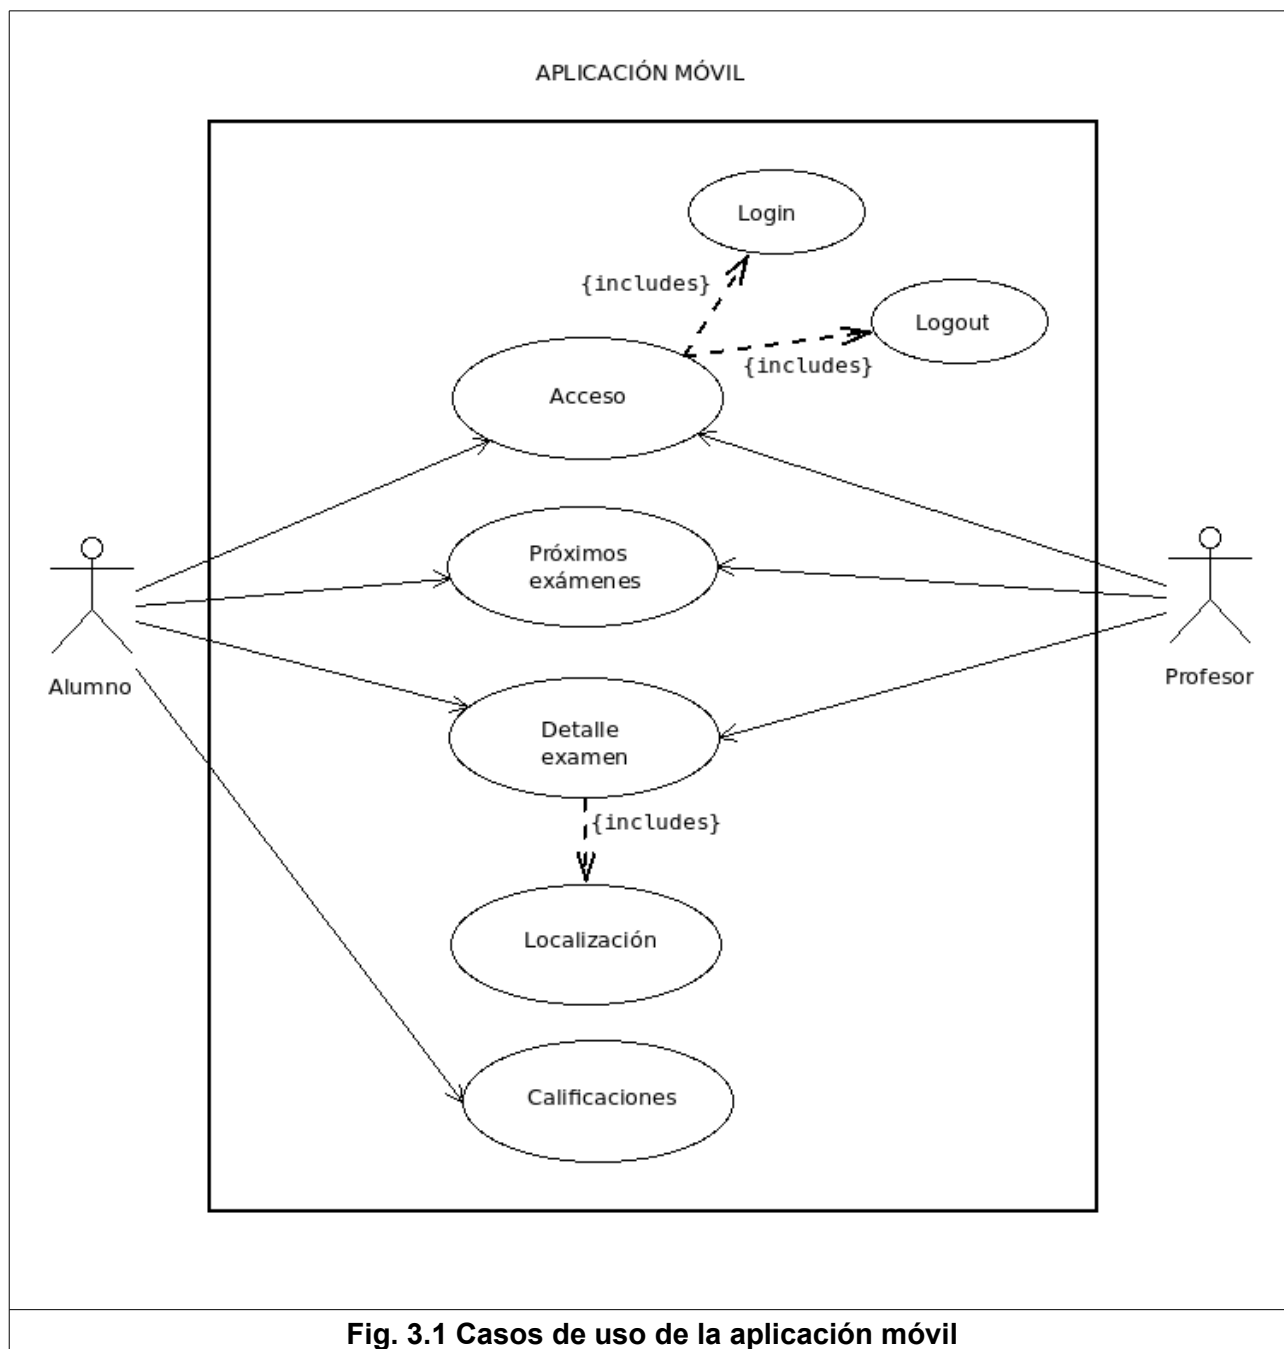 APLICACIÓN MÓVIL
Login
{includes}
Logout
{includes}
Acceso
Próximos
exámenes
Alumno
Profesor
Detalle
examen
{includes}
Localización
Calificaciones
Fig. 3.1 Casos de uso de la aplicación móvil